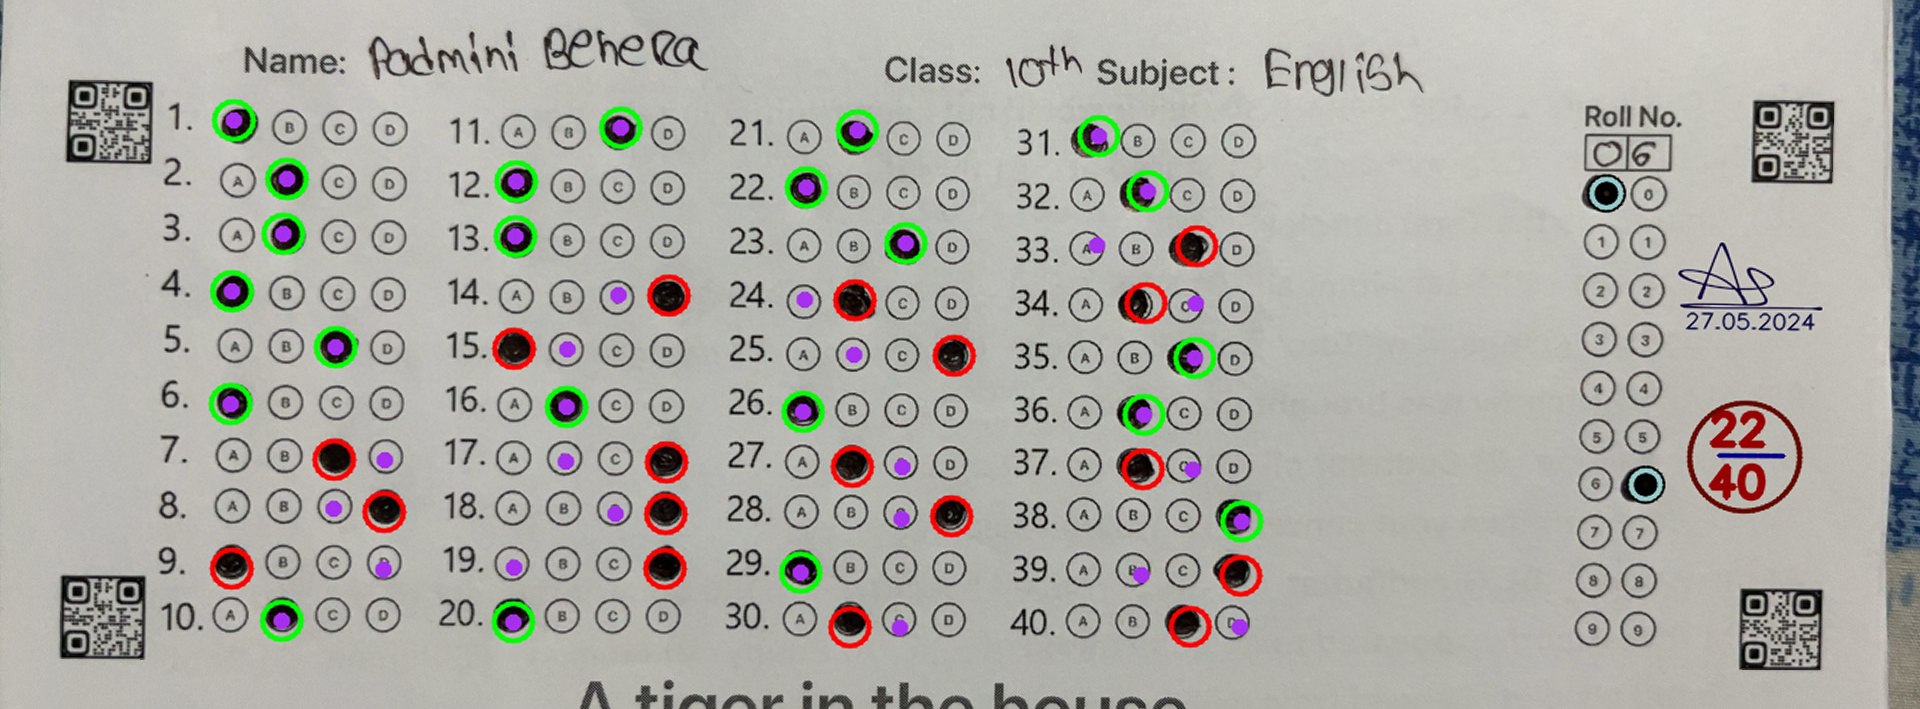 Name: Padmini Behera Class: 10th Subject: English
Roll No.
06
1. B C D 11. A B D 21. A C D 31. B C D 0
2. A C D 12. B C D 22. B C D 32. A C D 1 1
3. A C D 13. B C D 23. A B D 33. A B D 2 2
4. B C D 14. A B 24. C D 34. A C D 3 3
5. A B D 15. C D 25. A C 35. A B D 4 4
6. B C D 16. A C D 26. B C D 36. A C D 5 5
7. A B 17. A C 27. A D 37. A C D 6
8. A B 18. A B 28. A B C 38. A B C 7 7
9. B C D 19. B C 29. B C D 39. A B C 8 8
10. A C D 20. B C D 30. A C D 40. A B D 9 9
As
27.05.2024
22
40
A tiger in the house